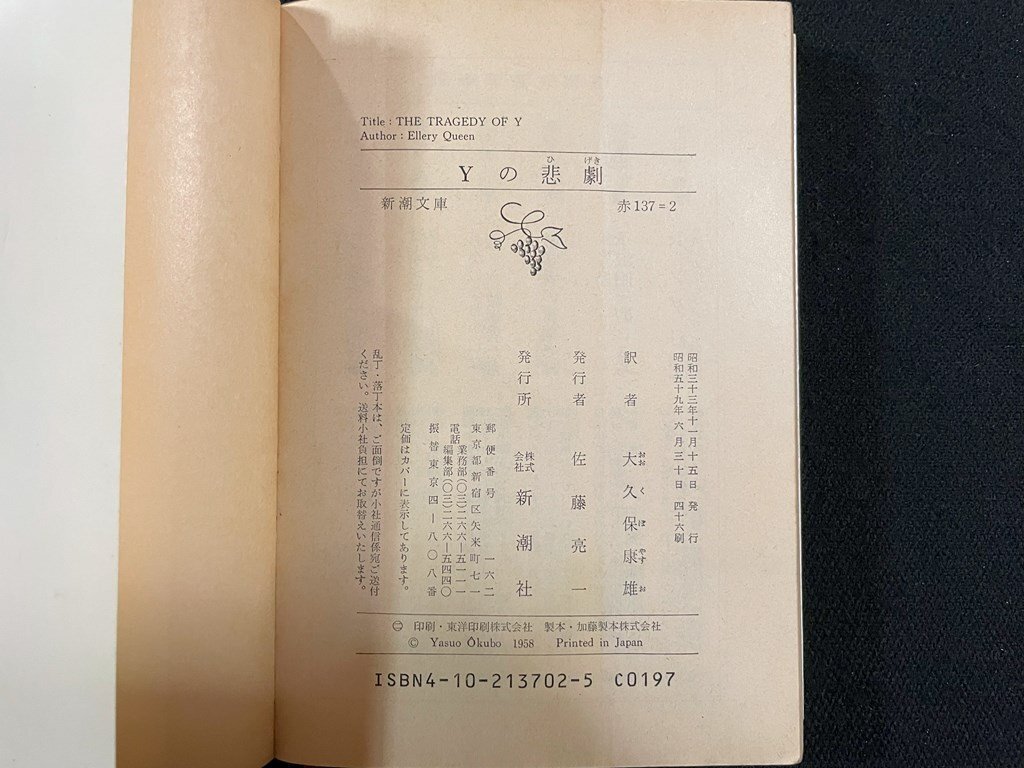 Title : THE TRAGEDY OF Y
Author : Ellery Queen
Yの悲劇
ひ げき
新潮文庫 赤137=2
昭和三十三年十一月十五日 発行
昭和五十九年 六月三十日 四十六刷
訳者 大久保康雄
おお く ぼ やす お
発行者 佐藤亮一
発行所 株式会社 新潮社
郵便番号 一六二
東京都新宿区矢来町七一
電話 業務部(〇三)二六六―五一一一
編集部(〇三)二六六―五四四〇
振替東京四―八〇八番
定価はカバーに表示してあります。
乱丁・落丁本は、ご面倒ですが小社通信係宛ご送付
ください。送料小社負担にてお取替えいたします。
印刷・東洋印刷株式会社 製本・加藤製本株式会社
© Yasuo Ôkubo 1958 Printed in Japan
ISBN4-10-213702-5 C0197